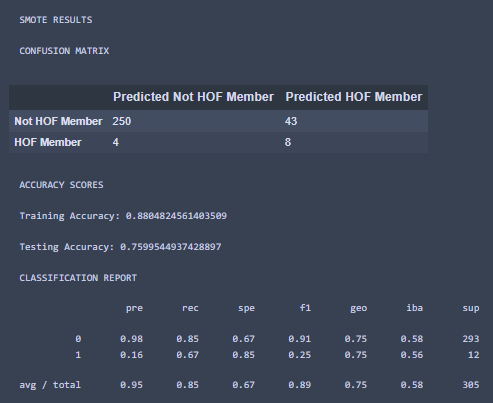 SMOTE RESULTS
CONFUSION MATRIX
Predicted Not HOF Member Predicted HOF Member
Not HOF Member 250 43
HOF Member 4 8
ACCURACY SCORES
Training Accuracy: 0.8804824561403509
Testing Accuracy: 0.7599544937428897
CLASSIFICATION REPORT
pre rec spe f1 geo iba sup
0 0.98 0.85 0.67 0.91 0.75 0.58 293
1 0.16 0.67 0.85 0.25 0.75 0.56 12
avg / total 0.95 0.85 0.67 0.89 0.75 0.58 305